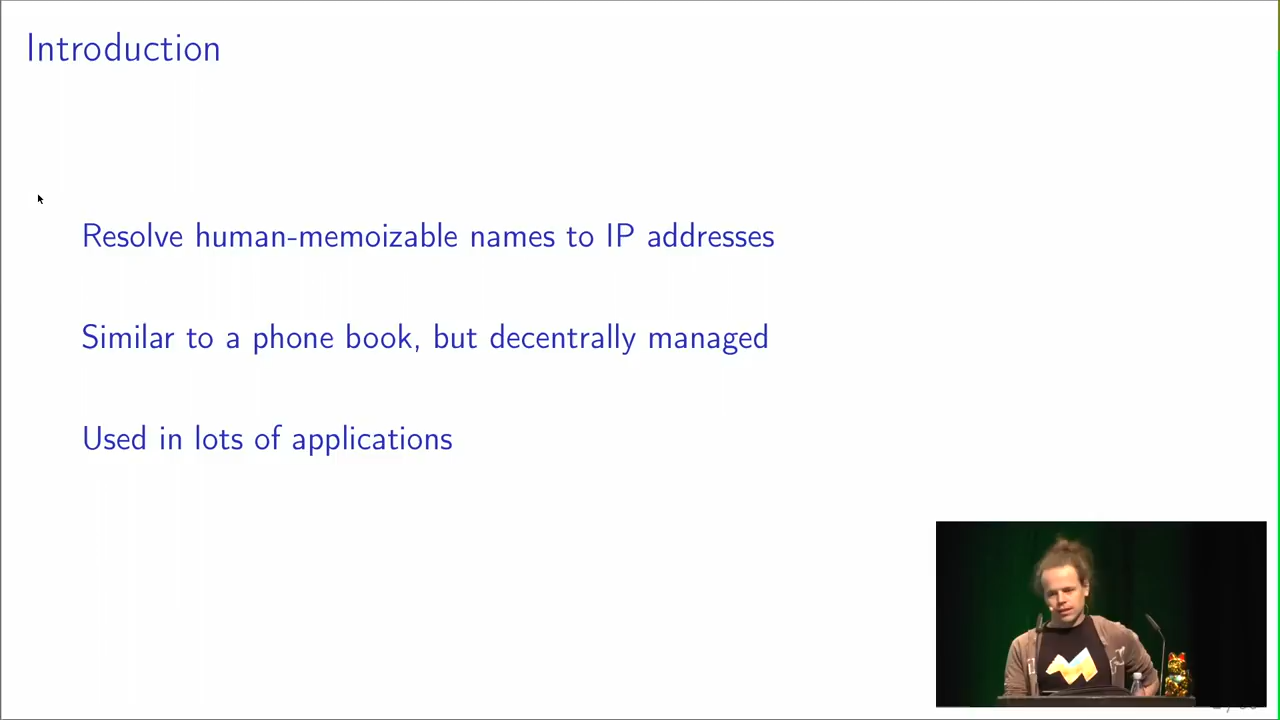 Introduction
Resolve human-memoizable names to IP addresses
Similar to a phone book, but decentrally managed
Used in lots of applications